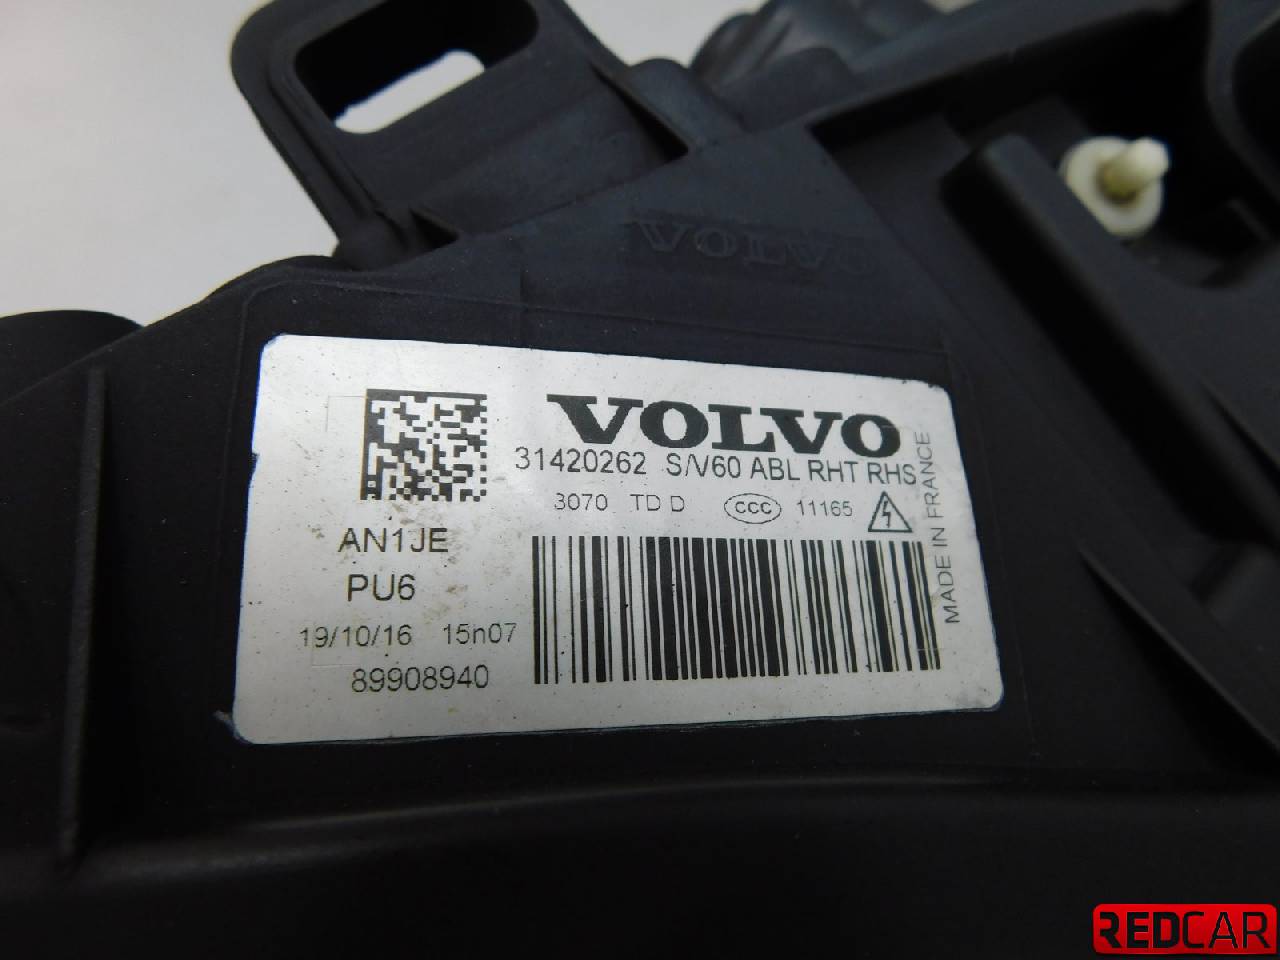 VOLVO
VOLVO
31420262 S/V60 ABL RHT RHS
3070 TD D CCC 11165
MADE IN FRANCE
AN1JE
PU6
19/10/16 15h07
89908940
REDCAR